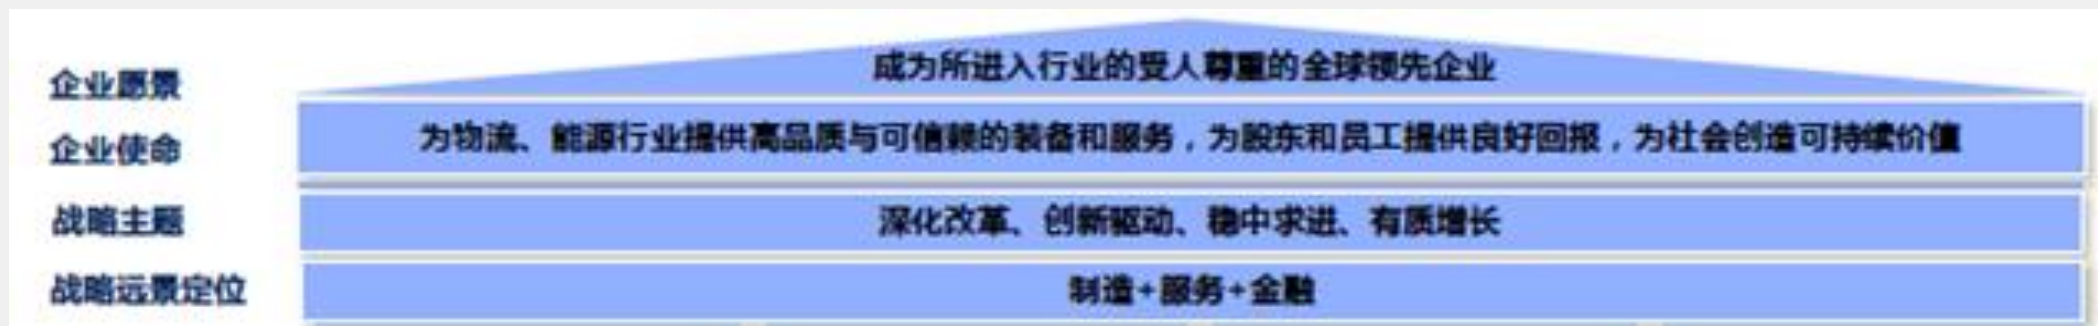 企业愿景
成为所进入行业的受人尊重的全球领先企业
企业使命
为物流、能源行业提供高品质与可信赖的装备和服务，为股东和员工提供良好回报，为社会创造可持续价值
战略主题
深化改革、创新驱动、稳中求进、有质增长
战略远景定位
制造+服务+金融